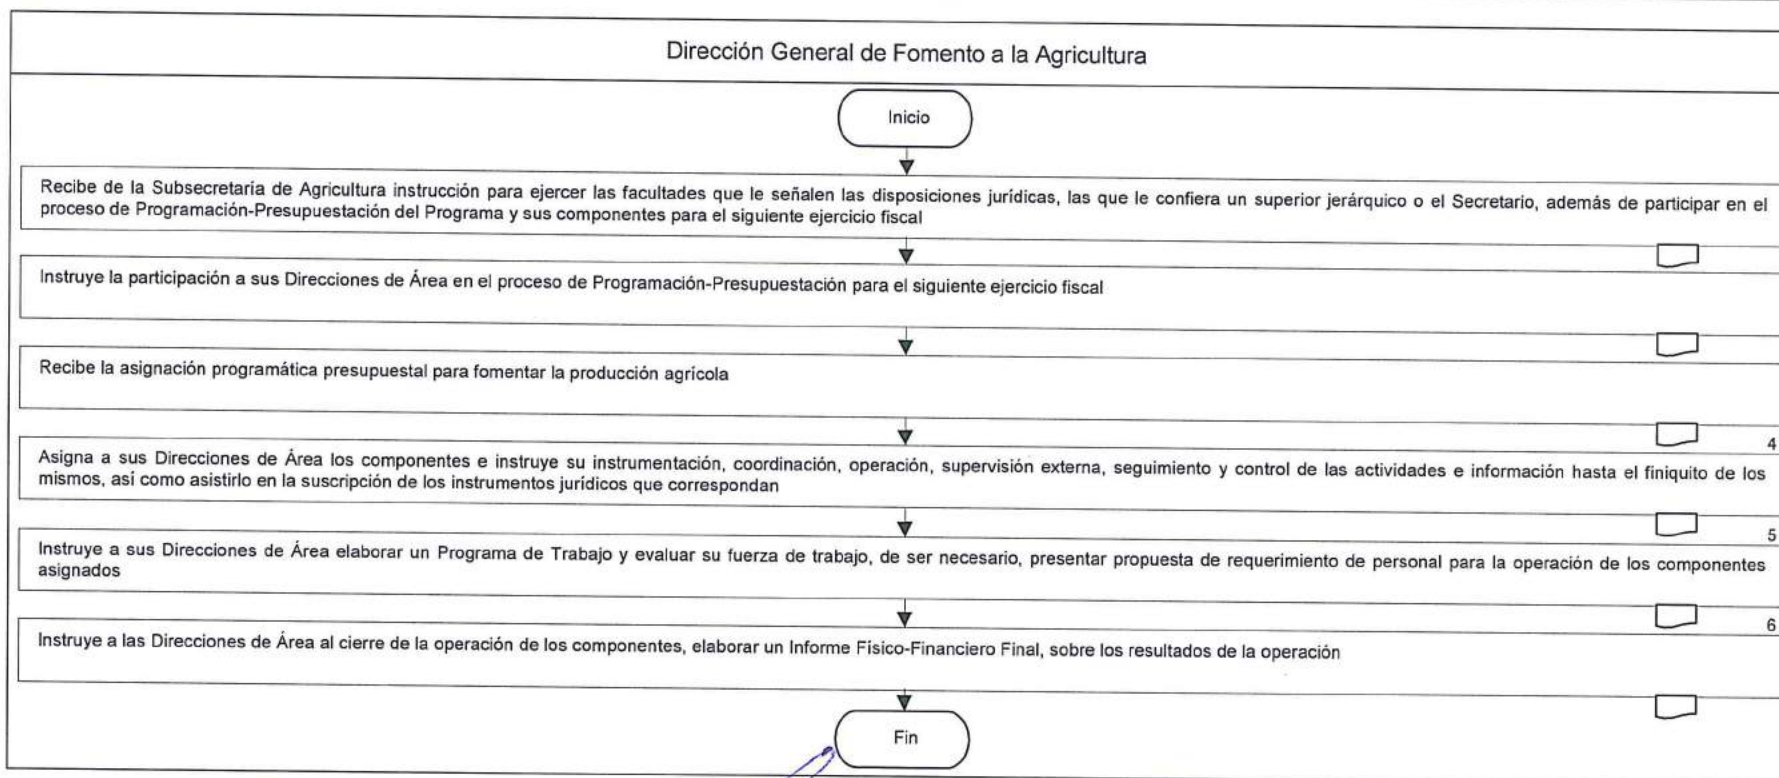 Dirección General de Fomento a la Agricultura
Inicio
Recibe de la Subsecretaría de Agricultura instrucción para ejercer las facultades que le señalen las disposiciones jurídicas, las que le confiera un superior jerárquico o el Secretario, además de participar en el
proceso de Programación-Presupuestación del Programa y sus componentes para el siguiente ejercicio fiscal
Instruye la participación a sus Direcciones de Área en el proceso de Programación-Presupuestación para el siguiente ejercicio fiscal
Recibe la asignación programática presupuestal para fomentar la producción agrícola
4
Asigna a sus Direcciones de Área los componentes e instruye su instrumentación, coordinación, operación, supervisión externa, seguimiento y control de las actividades e información hasta el finiquito de los
mismos, así como asistirlo en la suscripción de los instrumentos jurídicos que correspondan
5
Instruye a sus Direcciones de Área elaborar un Programa de Trabajo y evaluar su fuerza de trabajo, de ser necesario, presentar propuesta de requerimiento de personal para la operación de los componentes
asignados
6
Instruye a las Direcciones de Área al cierre de la operación de los componentes, elaborar un Informe Físico-Financiero Final, sobre los resultados de la operación
Fin